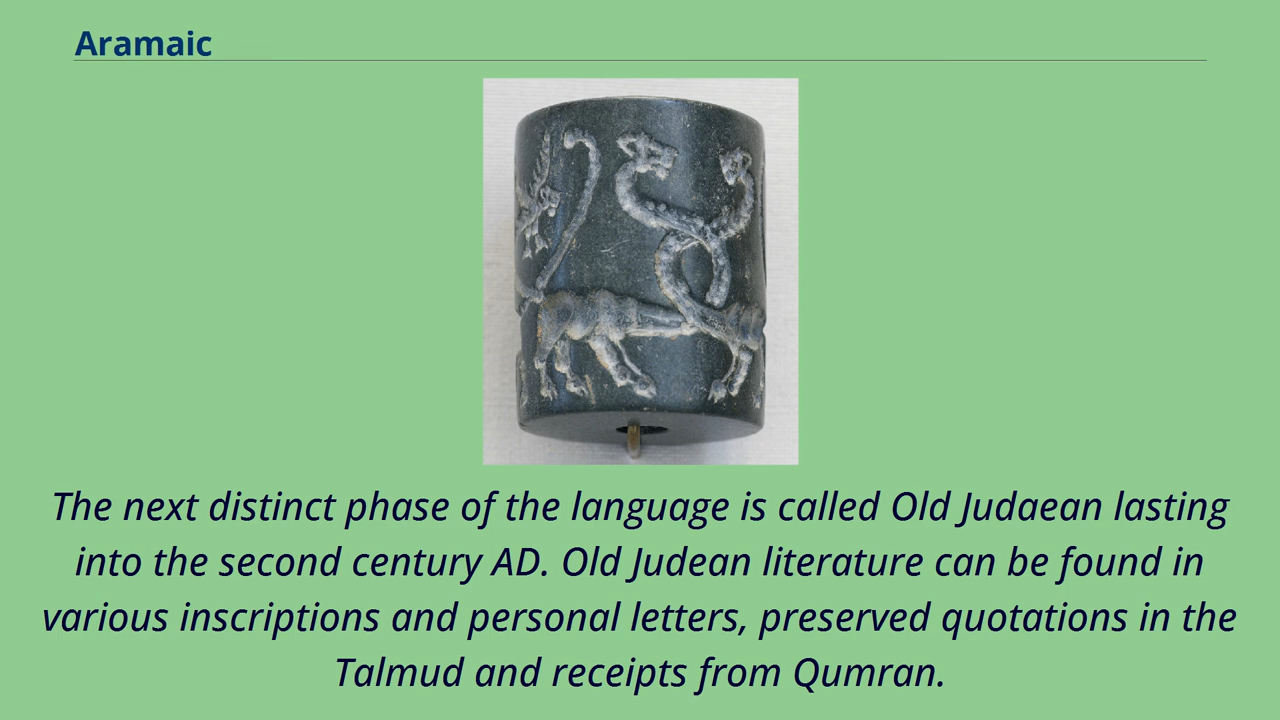 Aramaic
The next distinct phase of the language is called Old Judaean lasting
into the second century AD. Old Judean literature can be found in
various inscriptions and personal letters, preserved quotations in the
Talmud and receipts from Qumran.